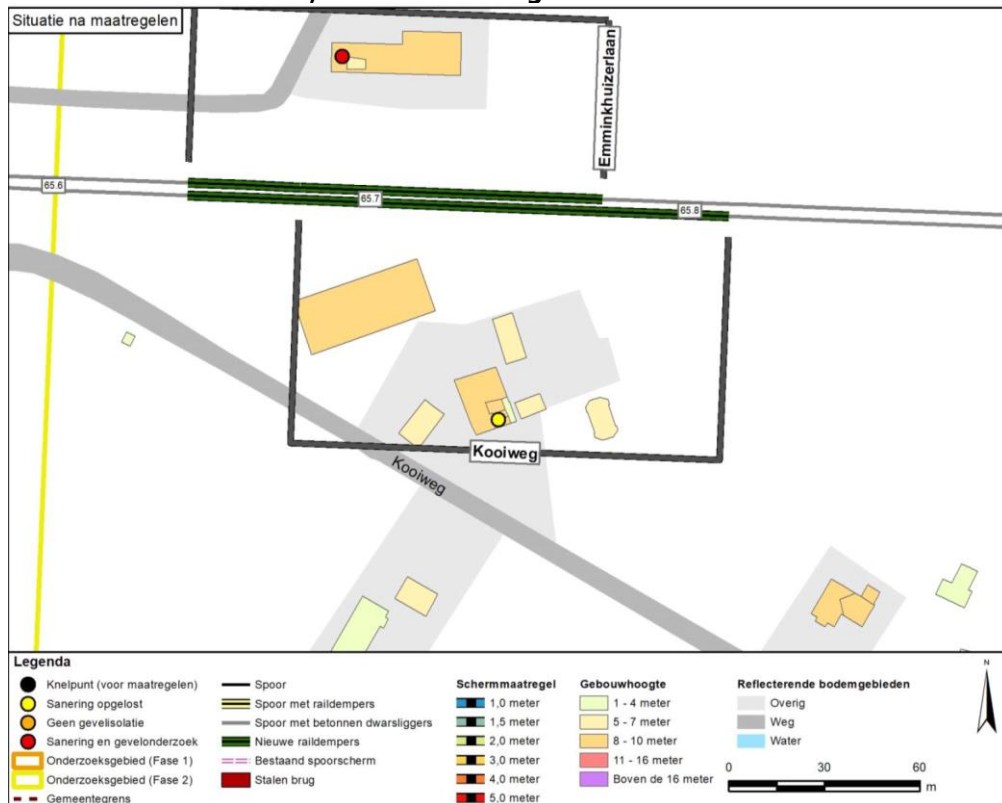 Situatie na maatregelen
Emminkhuizerlaan
65.6
65.7
65.8
Kooiweg
Kooiweg
Legenda
Knelpunt (voor maatregelen)
Sanering opgelost
Geen gevelisolatie
Sanering en gevelonderzoek
Onderzoeksgebied (Fase 1)
Onderzoeksgebied (Fase 2)
Gemeentegrens
Spoor
Spoor met raildempers
Spoor met betonnen dwarsliggers
Nieuwe raildempers
Bestaand spoorscherm
Stalen brug
Schermmaatregel
1,0 meter
1,5 meter
2,0 meter
3,0 meter
4,0 meter
5,0 meter
Gebouwhoogte
1 - 4 meter
5 - 7 meter
8 - 10 meter
11 - 16 meter
Boven de 16 meter
Reflecterende bodemgebieden
Overig
Weg
Water
N
0 30 60
m